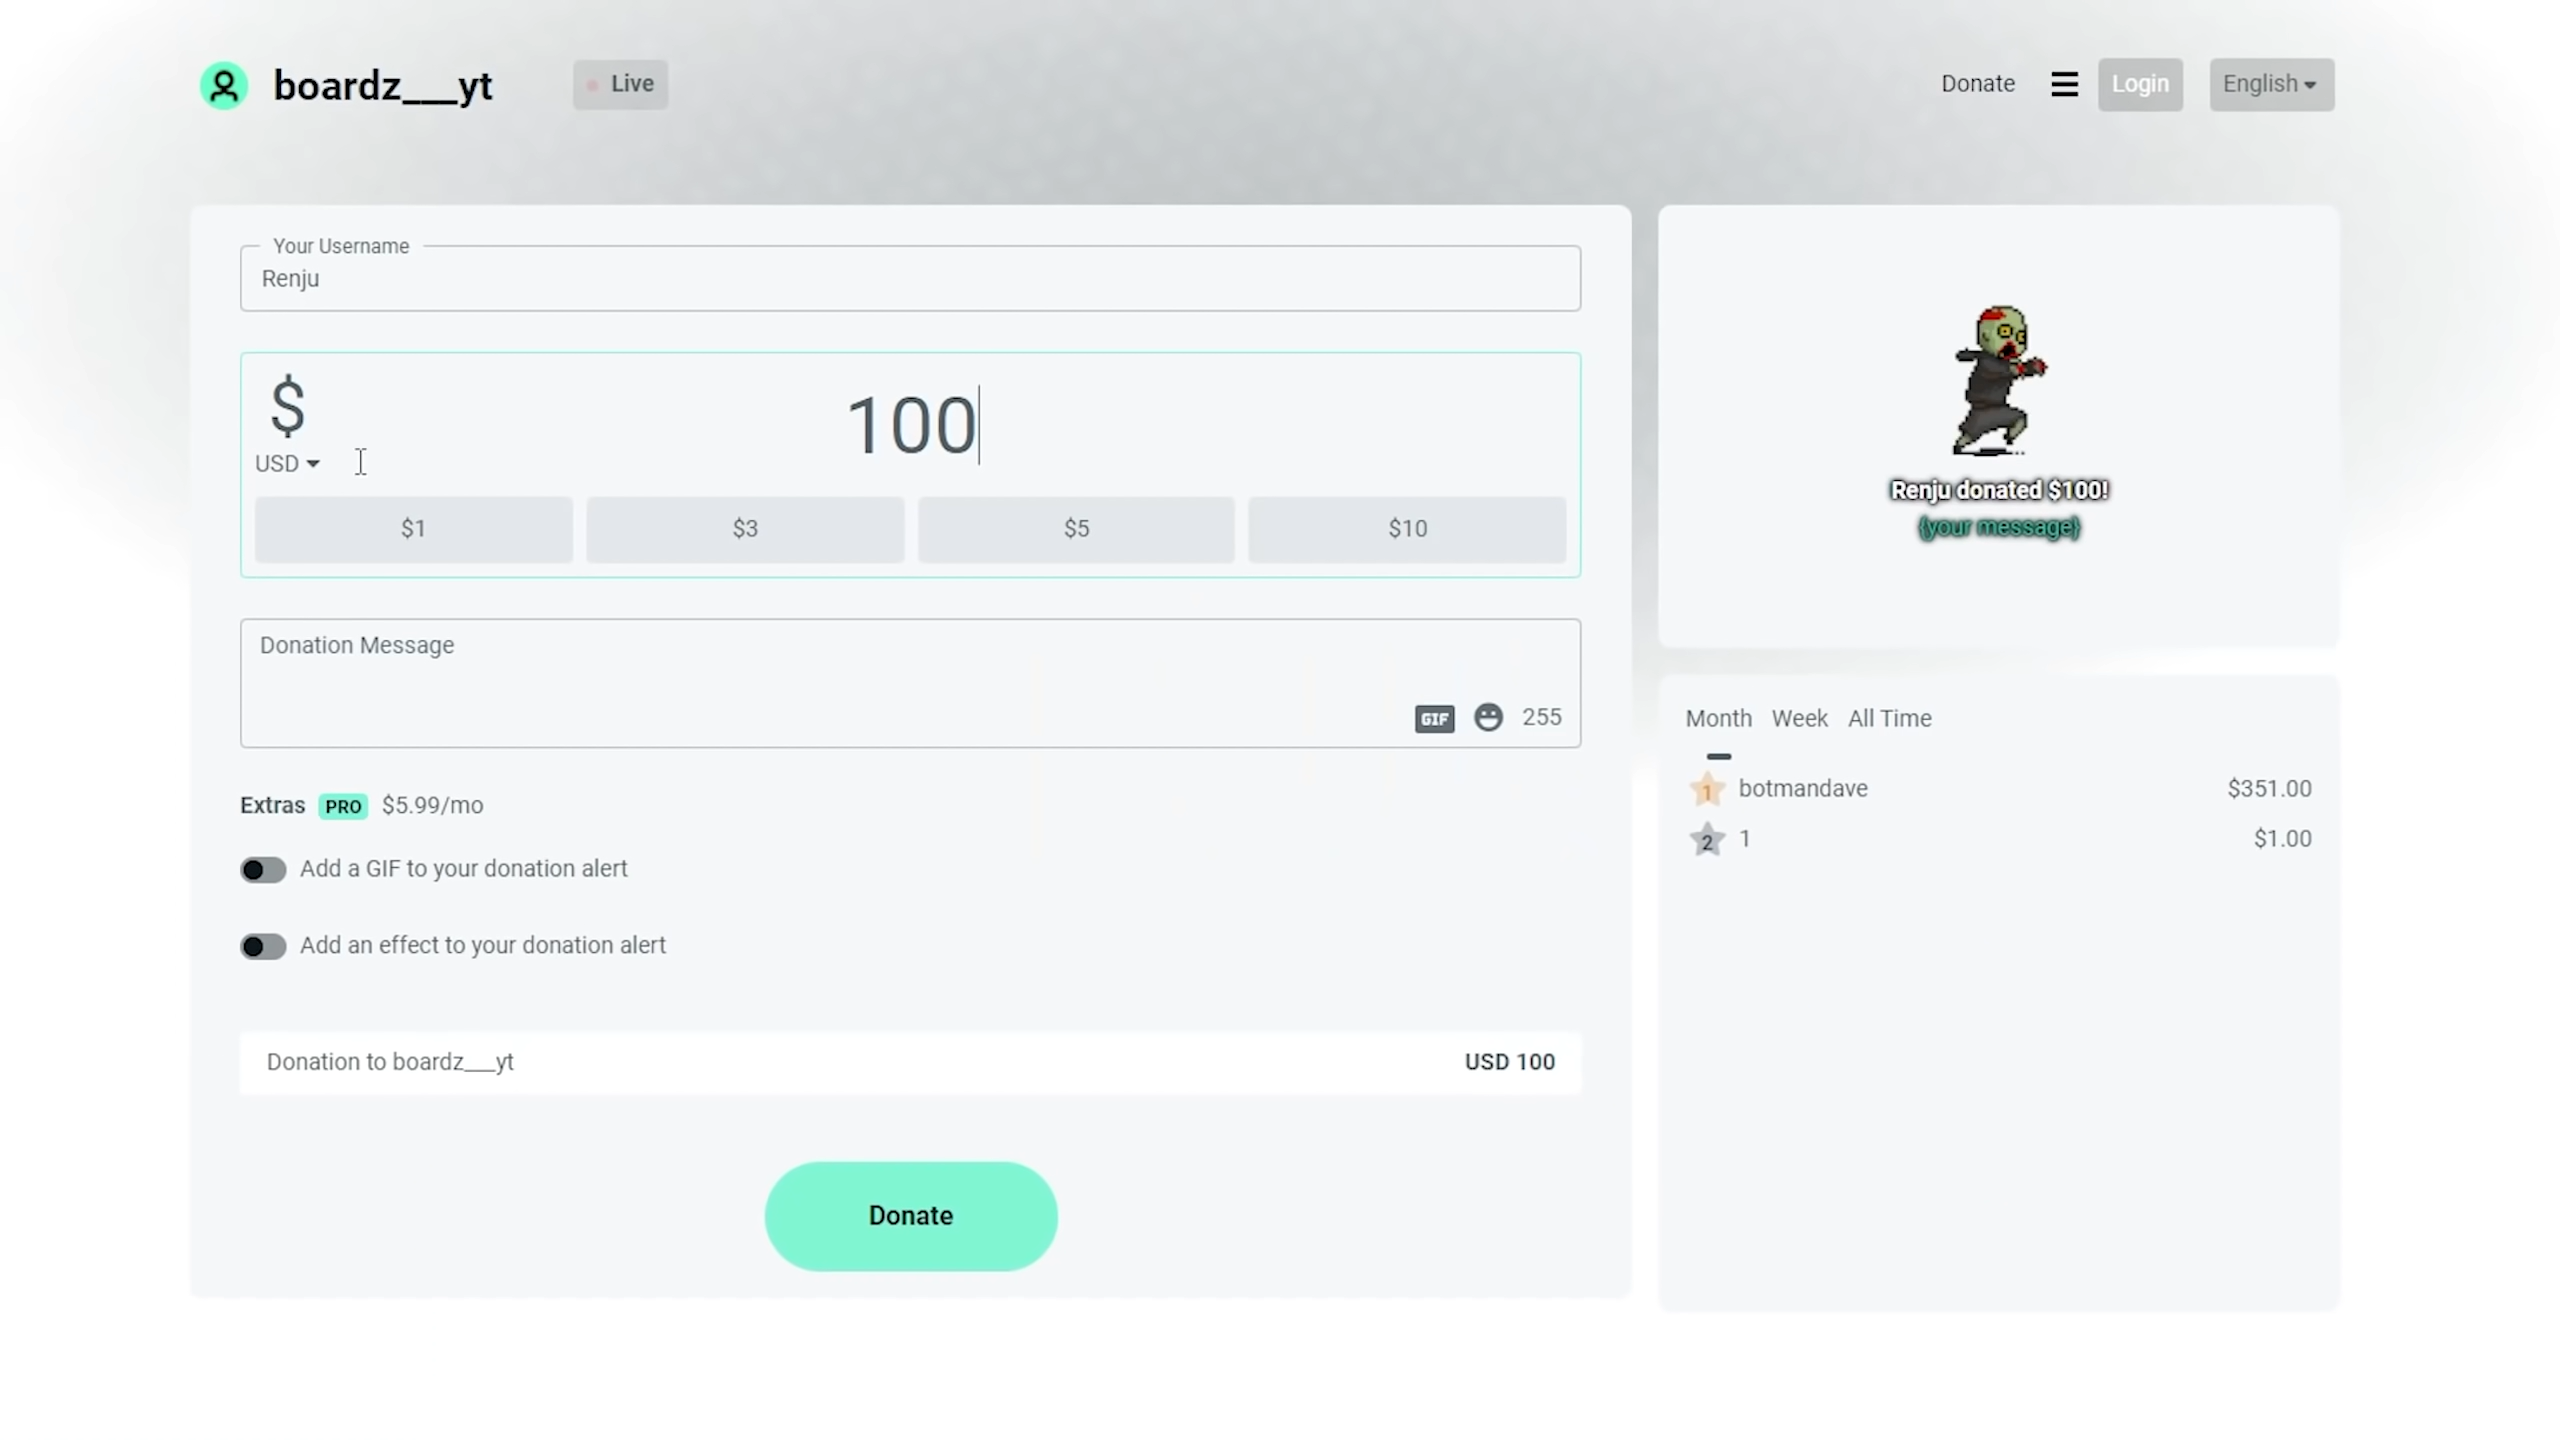 boardz___yt
Live
Donate
Login
English
Your Username
Renju
$
100
USD
$1
$3
$5
$10
Donation Message
GIF
255
Extras PRO $5.99/mo
Add a GIF to your donation alert
Add an effect to your donation alert
Donation to boardz___yt
USD 100
Donate
Renju donated $100!
{your message}
Month Week All Time
1 botmandave $351.00
2 1 $1.00